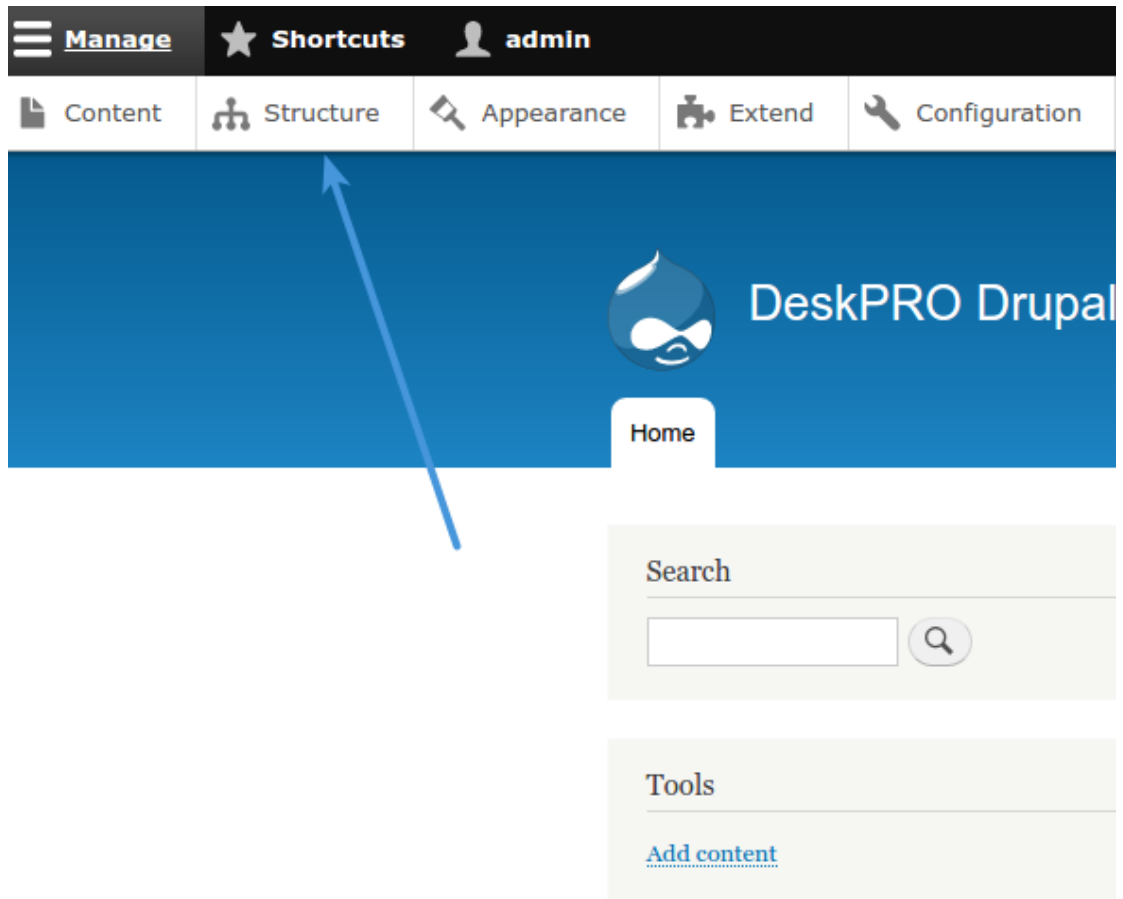 Manage Shortcuts admin
Content Structure Appearance Extend Configuration
DeskPRO Drupal
Home
Search
Tools
Add content